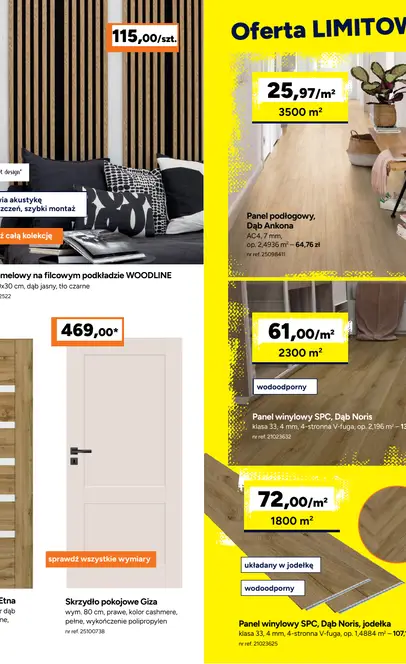 115,00/szt.
t design"
ia akustykę
szczeń, szybki montaż
ź całą kolekcję
melowy na filcowym podkładzie WOODLINE
x30 cm, dąb jasny, tło czarne
2522
469,00*
sprawdź wszystkie wymiary
Etna
r dąb
ne,
Skrzydło pokojowe Giza
wym. 80 cm, prawe, kolor cashmere,
pełne, wykończenie polipropylen
nr ref. 25100738
Oferta LIMITOW
25,97/m²
3500 m²
Panel podłogowy,
Dąb Ankona
AC4, 7 mm,
op. 2,4936 m² – 64,76 zł
nr ref. 25098411
61,00/m²
2300 m²
wodoodporny
Panel winylowy SPC, Dąb Noris
klasa 33, 4 mm, 4-stronna V-fuga, op. 2,196 m² – 13
nr ref. 21023632
72,00/m²
1800 m²
układany w jodełkę
wodoodporny
Panel winylowy SPC, Dąb Noris, jodełka
klasa 33, 4 mm, 4-stronna V-fuga, op. 1,4884 m² – 107,
nr ref. 21023625